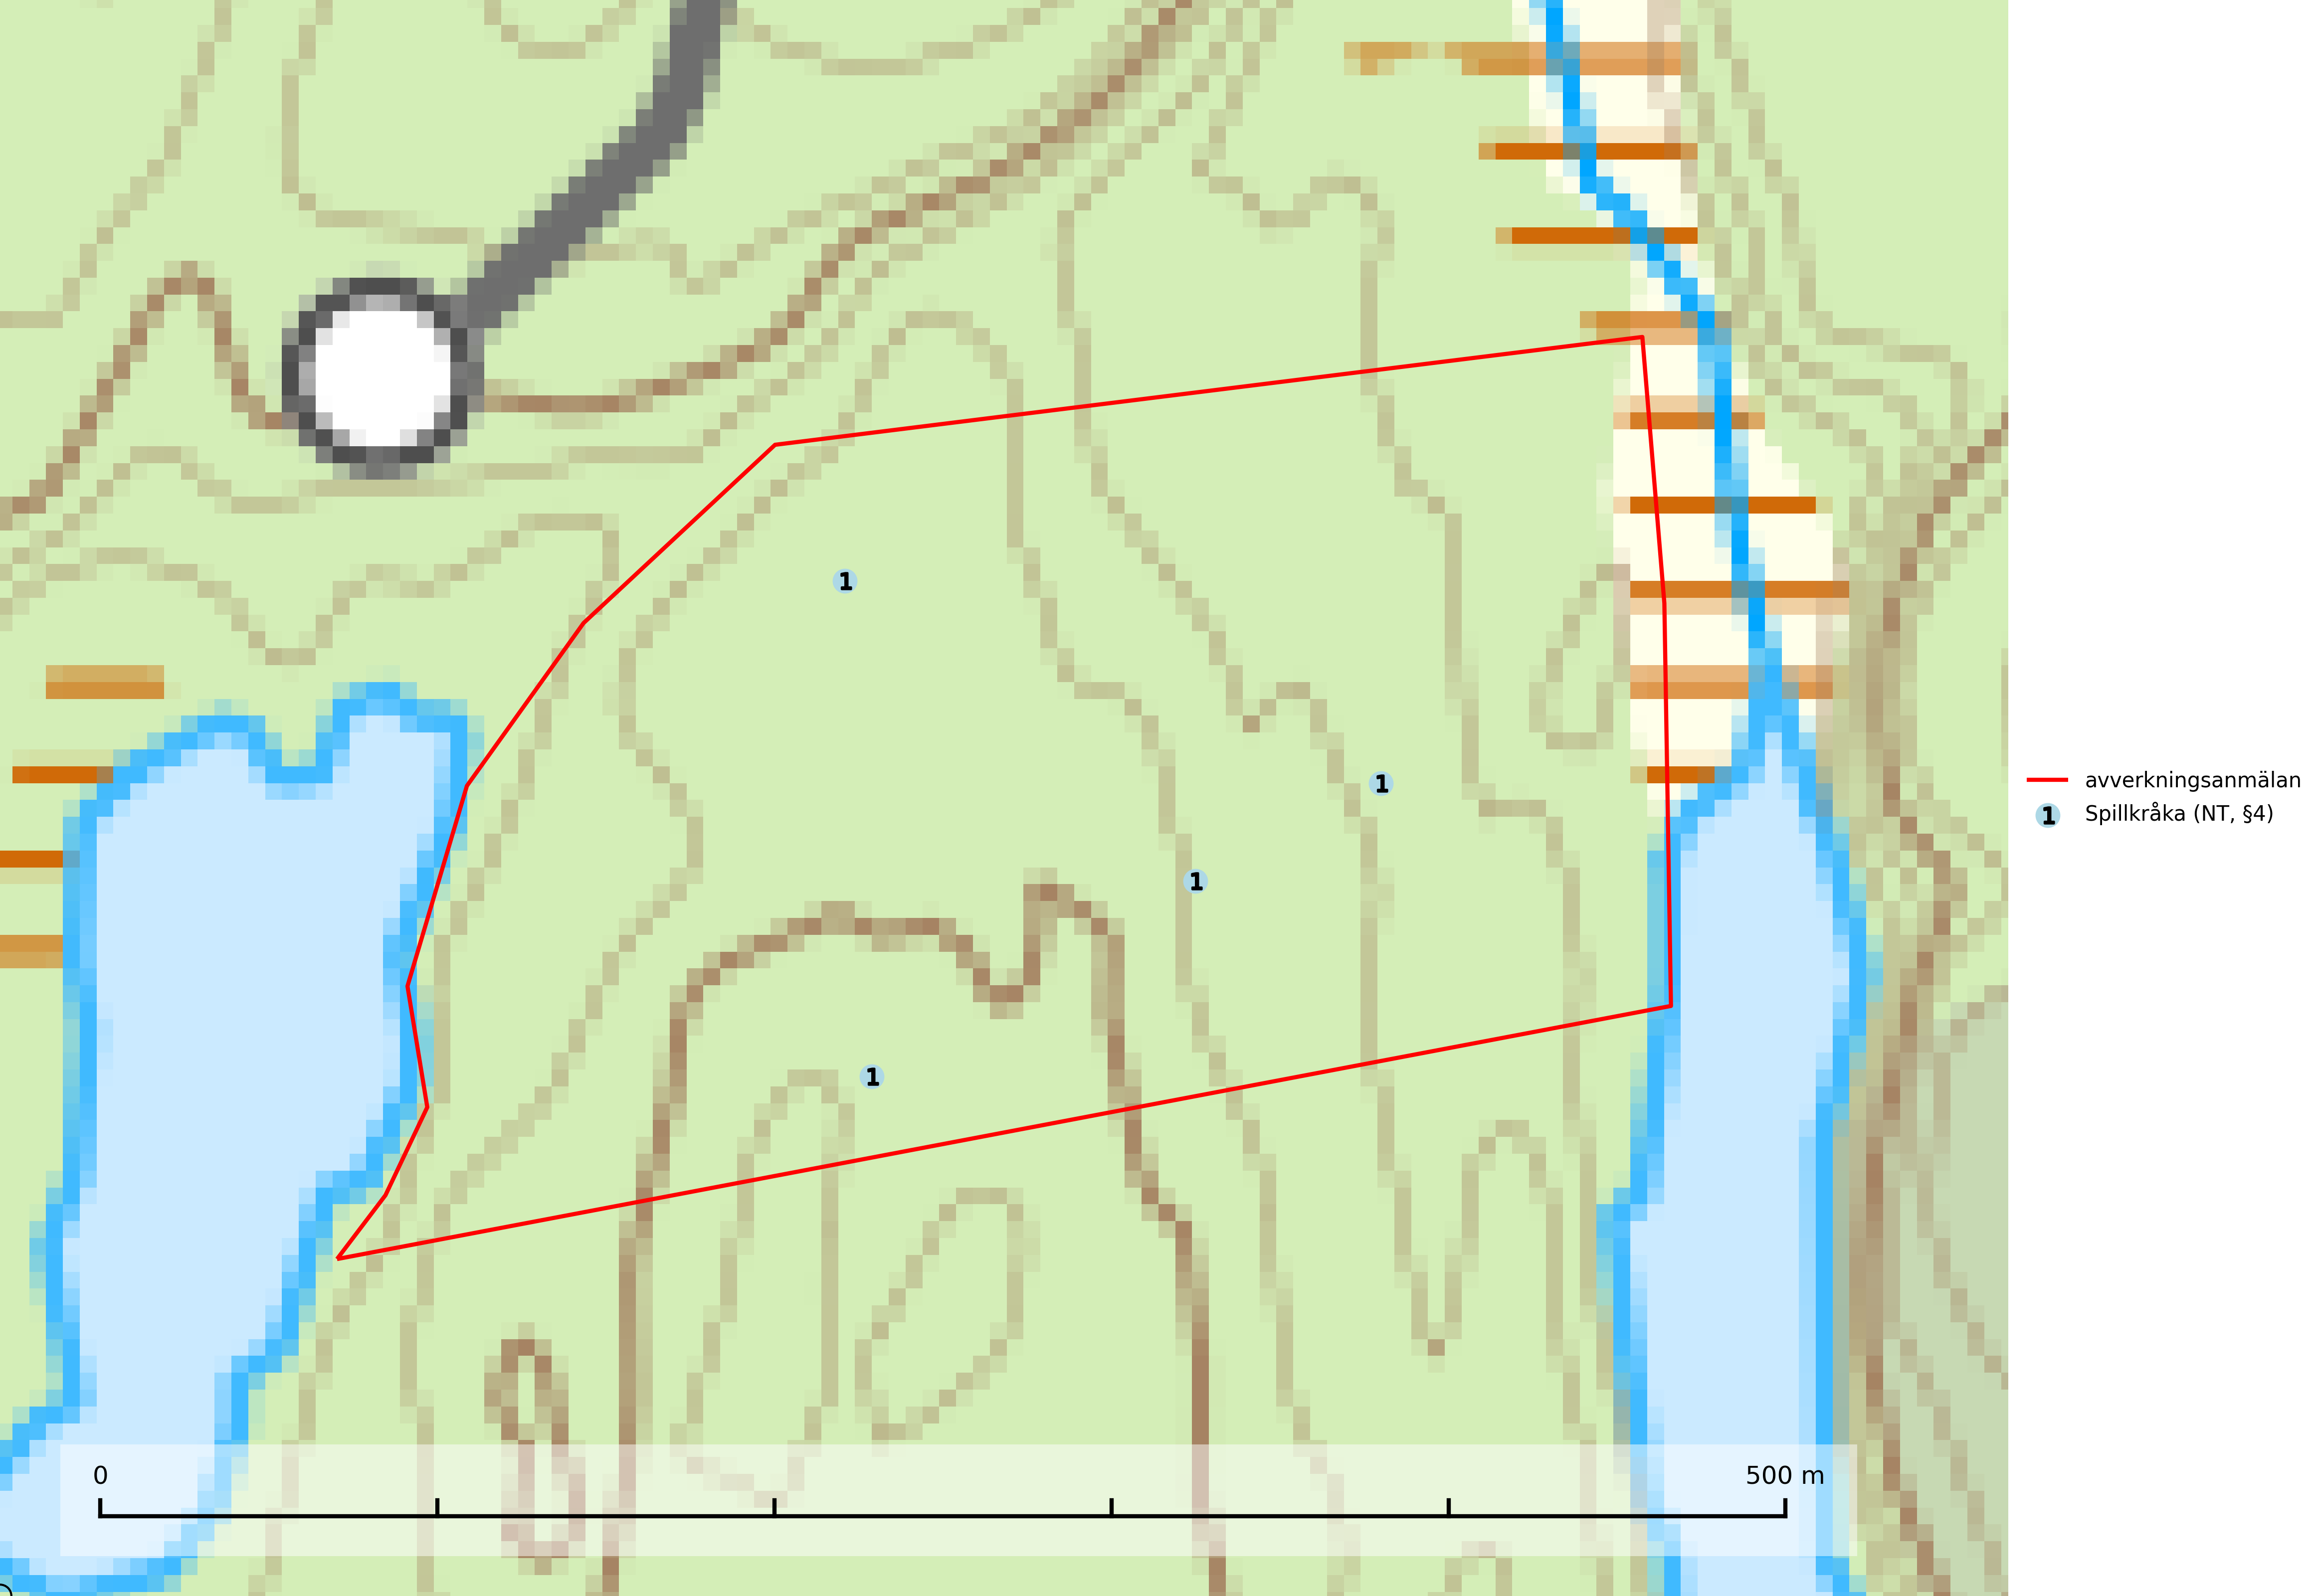 1
1
1
1
avverkningsanmälan
1 Spillkråka (NT, §4)
0 500 m